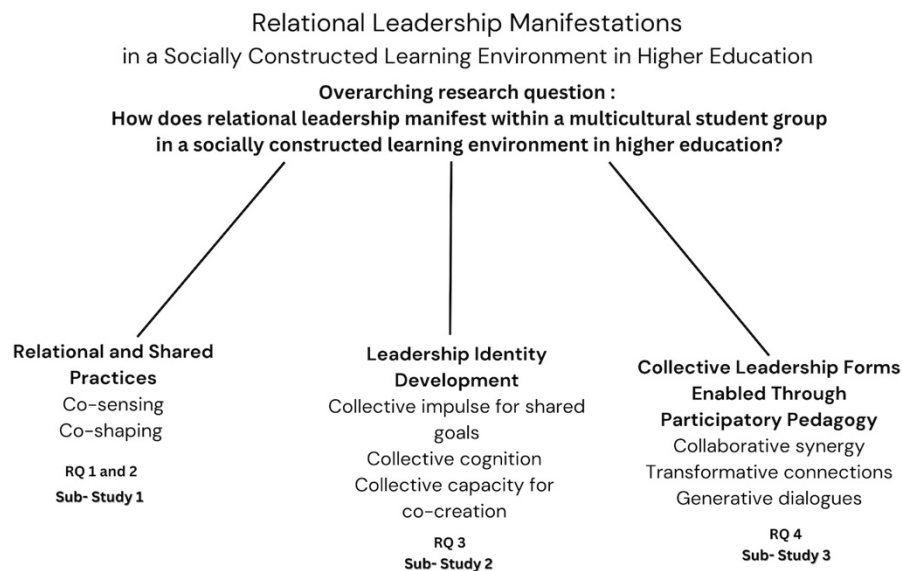 Relational Leadership Manifestations
in a Socially Constructed Learning Environment in Higher Education
Overarching research question :
How does relational leadership manifest within a multicultural student group
in a socially constructed learning environment in higher education?
Relational and Shared
Practices
Co-sensing
Co-shaping
RQ 1 and 2
Sub- Study 1
Leadership Identity
Development
Collective impulse for shared
goals
Collective cognition
Collective capacity for
co-creation
RQ 3
Sub- Study 2
Collective Leadership Forms
Enabled Through
Participatory Pedagogy
Collaborative synergy
Transformative connections
Generative dialogues
RQ 4
Sub- Study 3